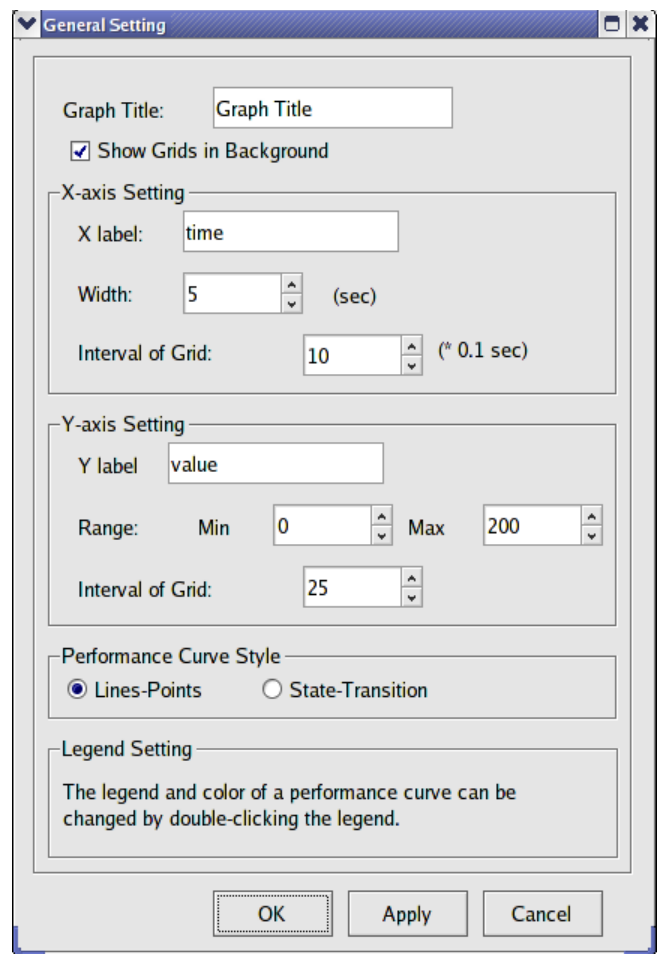 General Setting
Graph Title: Graph Title
Show Grids in Background
X-axis Setting
X label: time
Width: 5 (sec)
Interval of Grid: 10 (* 0.1 sec)
Y-axis Setting
Y label value
Range: Min 0 Max 200
Interval of Grid: 25
Performance Curve Style
Lines-Points State-Transition
Legend Setting
The legend and color of a performance curve can be
changed by double-clicking the legend.
OK Apply Cancel